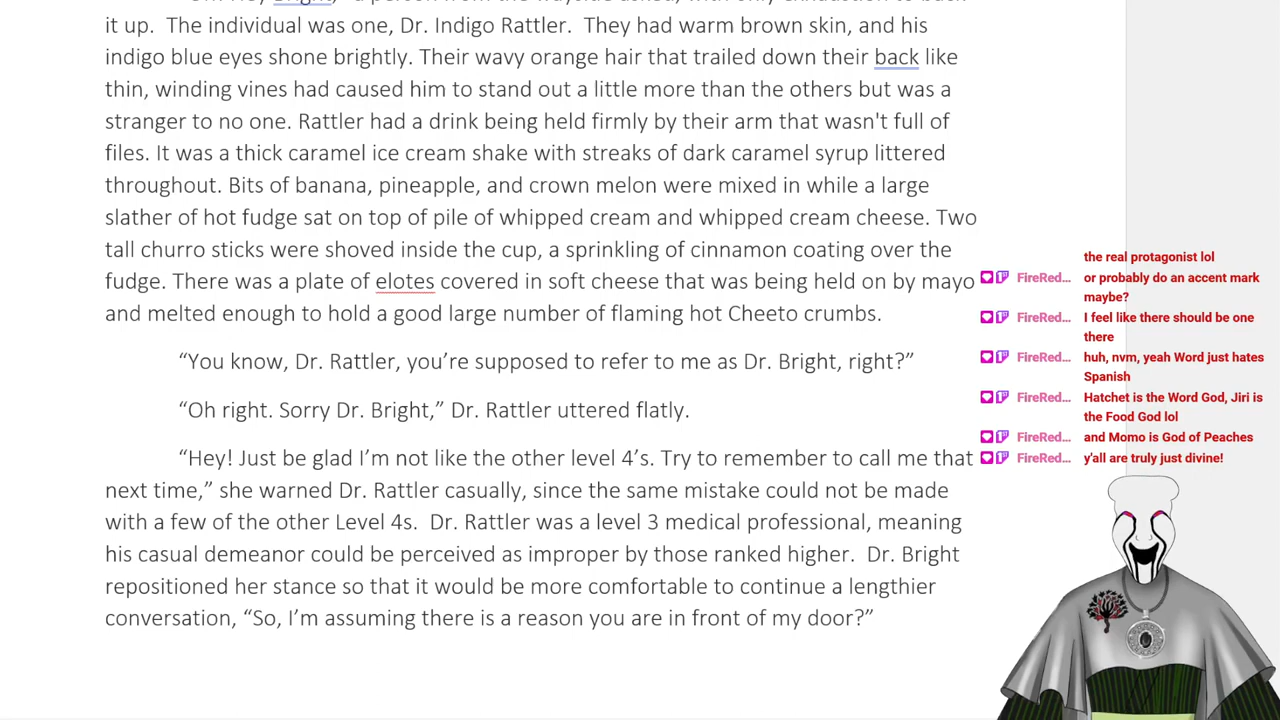 it up.  The individual was one, Dr. Indigo Rattler.  They had warm brown skin, and his
indigo blue eyes shone brightly. Their wavy orange hair that trailed down their back like
thin, winding vines had caused him to stand out a little more than the others but was a
stranger to no one. Rattler had a drink being held firmly by their arm that wasn't full of
files. It was a thick caramel ice cream shake with streaks of dark caramel syrup littered
throughout. Bits of banana, pineapple, and crown melon were mixed in while a large
slather of hot fudge sat on top of pile of whipped cream and whipped cream cheese. Two
tall churro sticks were shoved inside the cup, a sprinkling of cinnamon coating over the
fudge. There was a plate of elotes covered in soft cheese that was being held on by mayo
and melted enough to hold a good large number of flaming hot Cheeto crumbs.
“You know, Dr. Rattler, you’re supposed to refer to me as Dr. Bright, right?”
“Oh right. Sorry Dr. Bright,” Dr. Rattler uttered flatly.
“Hey! Just be glad I’m not like the other level 4’s. Try to remember to call me that
next time,” she warned Dr. Rattler casually, since the same mistake could not be made
with a few of the other Level 4s.  Dr. Rattler was a level 3 medical professional, meaning
his casual demeanor could be perceived as improper by those ranked higher.  Dr. Bright
repositioned her stance so that it would be more comfortable to continue a lengthier
conversation, “So, I’m assuming there is a reason you are in front of my door?”
the real protagonist lol
FireRed... or probably do an accent mark
maybe?
FireRed... I feel like there should be one
there
FireRed... huh, nvm, yeah Word just hates
Spanish
FireRed... Hatchet is the Word God, Jiri is
the Food God lol
FireRed... and Momo is God of Peaches
FireRed... y'all are truly just divine!